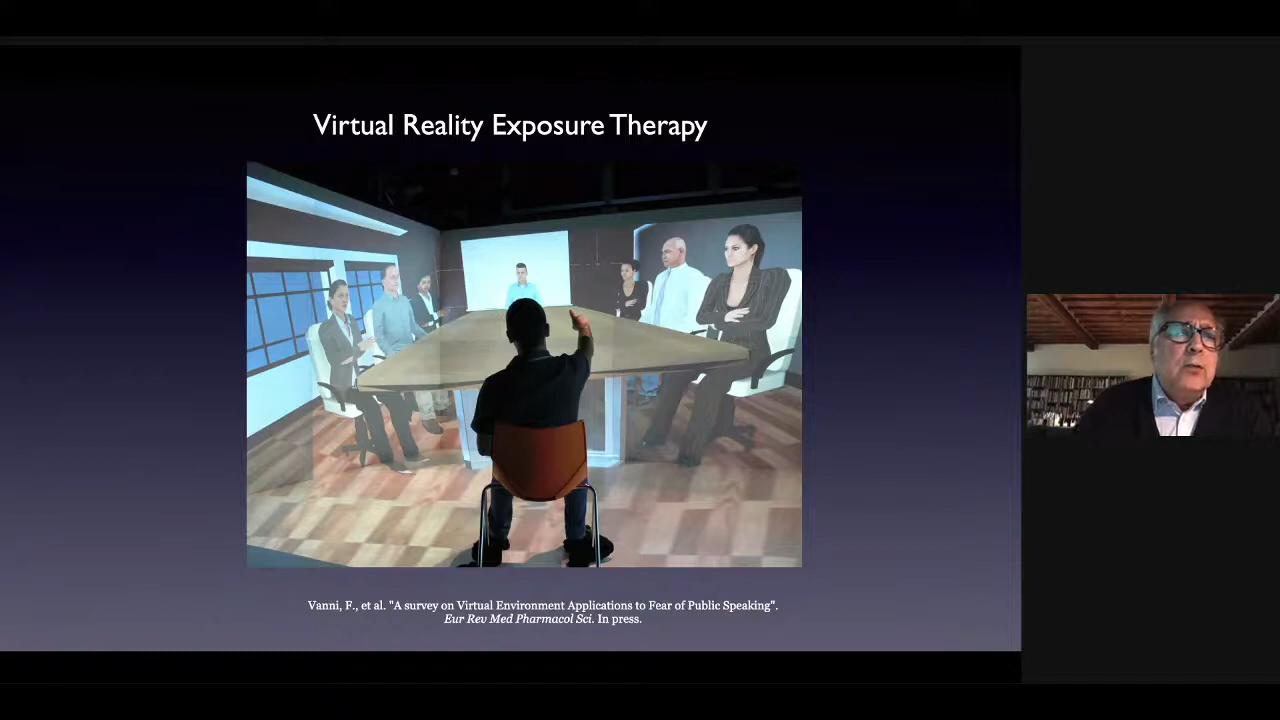 Virtual Reality Exposure Therapy
Vanni, F., et al. "A survey on Virtual Environment Applications to Fear of Public Speaking".
Eur Rev Med Pharmacol Sci. In press.